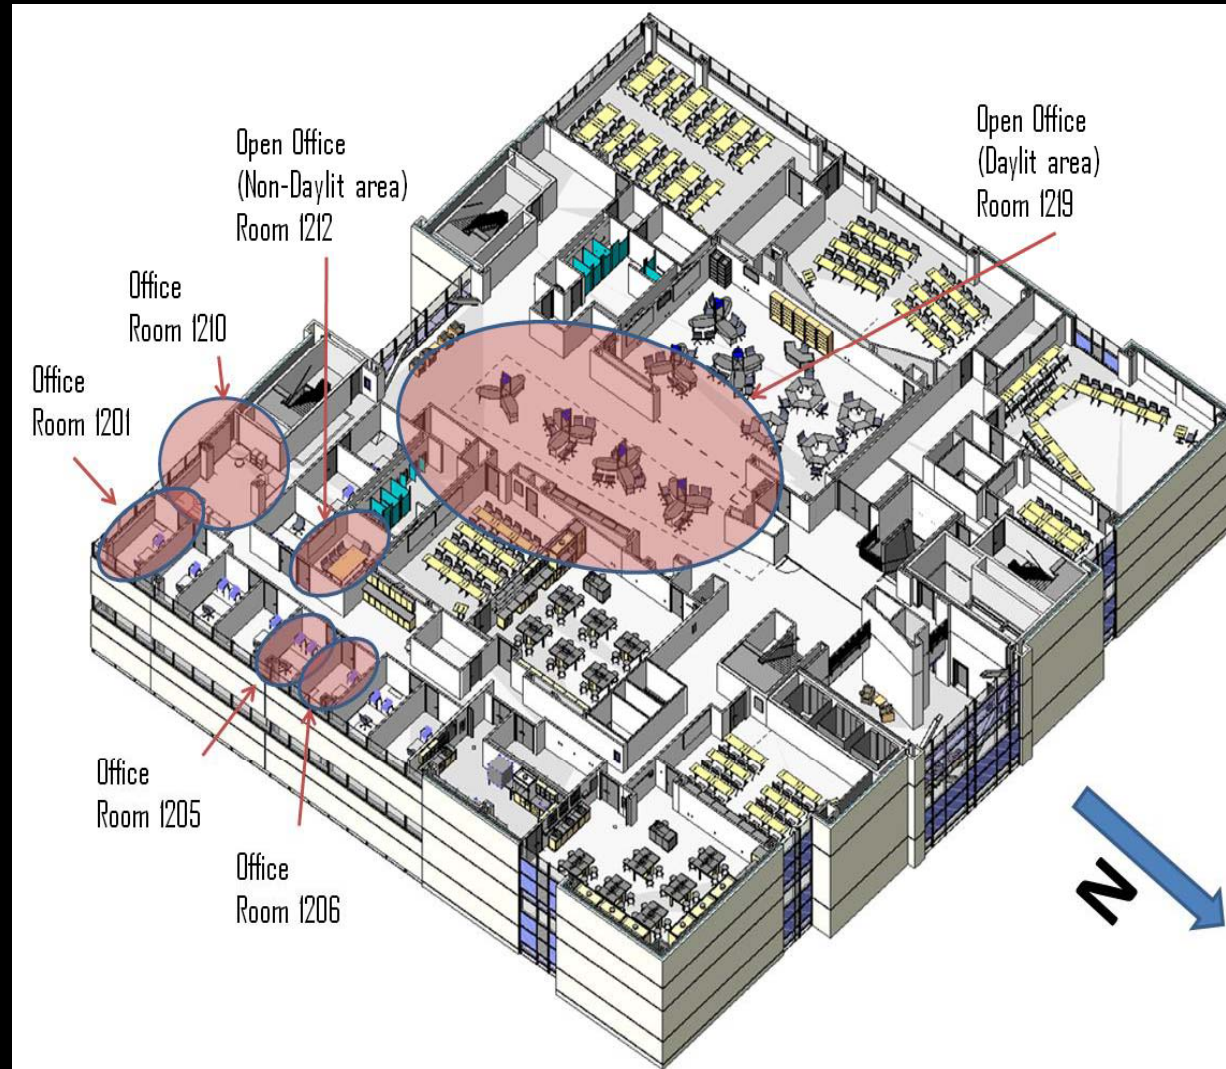 Open Office
(Non-Daylit area)
Room 1212
Open Office
(Daylit area)
Room 1219
Office
Room 1210
Office
Room 1201
Office
Room 1205
Office
Room 1206
N